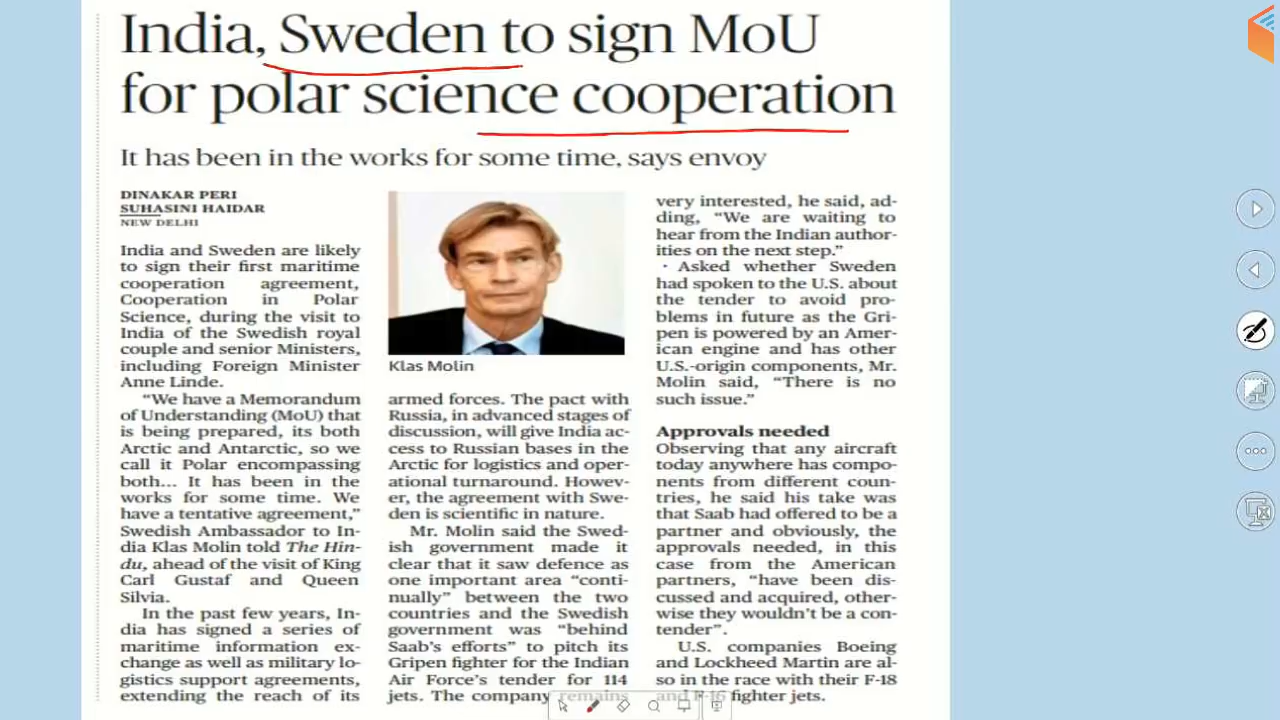 India, Sweden to sign MoU
for polar science cooperation
It has been in the works for some time, says envoy
DINAKAR PERI
SUHASINI HAIDAR
NEW DELHI
India and Sweden are likely
to sign their first maritime
cooperation agreement,
Cooperation in Polar
Science, during the visit to
India of the Swedish royal
couple and senior Ministers,
including Foreign Minister
Anne Linde.
“We have a Memorandum
of Understanding (MoU) that
is being prepared, its both
Arctic and Antarctic, so we
call it Polar encompassing
both... It has been in the
works for some time. We
have a tentative agreement,”
Swedish Ambassador to In-
dia Klas Molin told The Hin-
du, ahead of the visit of King
Carl Gustaf and Queen
Silvia.
In the past few years, In-
dia has signed a series of
maritime information ex-
change as well as military lo-
gistics support agreements,
extending the reach of its
Klas Molin
armed forces. The pact with
Russia, in advanced stages of
discussion, will give India ac-
cess to Russian bases in the
Arctic for logistics and oper-
ational turnaround. Howev-
er, the agreement with Swe-
den is scientific in nature.
Mr. Molin said the Swed-
ish government made it
clear that it saw defence as
one important area “conti-
nually” between the two
countries and the Swedish
government was “behind
Saab’s efforts” to pitch its
Gripen fighter for the Indian
Air Force’s tender for 114
jets. The company remains
very interested, he said, ad-
ding, “We are waiting to
hear from the Indian author-
ities on the next step.”
Asked whether Sweden
had spoken to the U.S. about
the tender to avoid pro-
blems in future as the Gri-
pen is powered by an Amer-
ican engine and has other
U.S.-origin components, Mr.
Molin said, “There is no
such issue.”
Approvals needed
Observing that any aircraft
today anywhere has compo-
nents from different coun-
tries, he said his take was
that Saab had offered to be a
partner and obviously, the
approvals needed, in this
case from the American
partners, “have been dis-
cussed and acquired, other-
wise they wouldn’t be a con-
tender”.
U.S. companies Boeing
and Lockheed Martin are al-
so in the race with their F-18
and F-16 fighter jets.